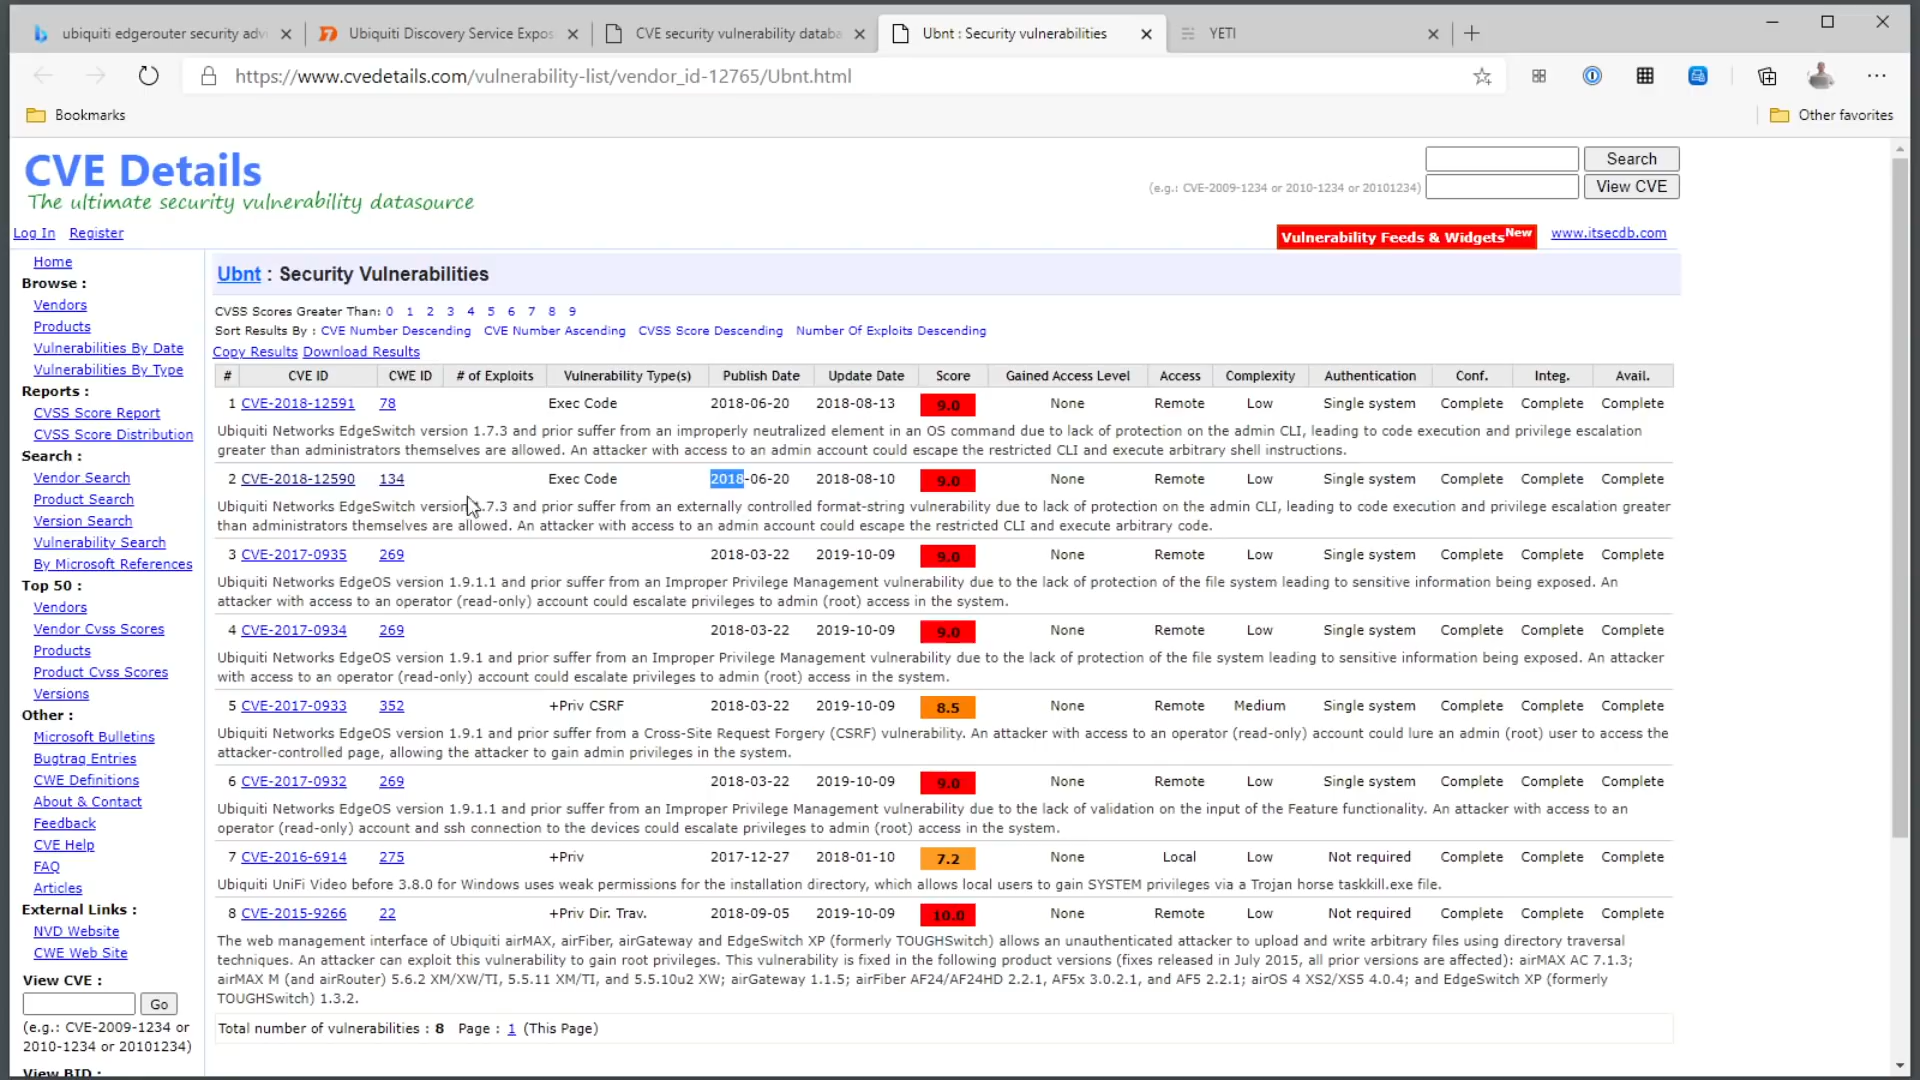 ubiquiti edgerouter security advi
Ubiquiti Discovery Service Expos
CVE security vulnerability databa
Ubnt : Security vulnerabilities
YETI
https://www.cvedetails.com/vulnerability-list/vendor_id-12765/Ubnt.html
Bookmarks
Other favorites
CVE Details
The ultimate security vulnerability datasource
Search
(e.g.: CVE-2009-1234 or 2010-1234 or 20101234)
View CVE
Log In Register
Vulnerability Feeds & Widgets New www.itsecdb.com
Home
Browse :
Vendors
Products
Vulnerabilities By Date
Vulnerabilities By Type
Reports :
CVSS Score Report
CVSS Score Distribution
Search :
Vendor Search
Product Search
Version Search
Vulnerability Search
By Microsoft References
Top 50 :
Vendors
Vendor Cvss Scores
Products
Product Cvss Scores
Versions
Other :
Microsoft Bulletins
Bugtraq Entries
CWE Definitions
About & Contact
Feedback
CVE Help
FAQ
Articles
External Links :
NVD Website
CWE Web Site
View CVE :
Go
(e.g.: CVE-2009-1234 or
2010-1234 or 20101234)
View BID :
Ubnt : Security Vulnerabilities
CVSS Scores Greater Than: 0 1 2 3 4 5 6 7 8 9
Sort Results By : CVE Number Descending CVE Number Ascending CVSS Score Descending Number Of Exploits Descending
Copy Results Download Results
# CVE ID CWE ID # of Exploits Vulnerability Type(s) Publish Date Update Date Score Gained Access Level Access Complexity Authentication Conf. Integ. Avail.
1 CVE-2018-12591 78 Exec Code 2018-06-20 2018-08-13 9.0 None Remote Low Single system Complete Complete Complete
Ubiquiti Networks EdgeSwitch version 1.7.3 and prior suffer from an improperly neutralized element in an OS command due to lack of protection on the admin CLI, leading to code execution and privilege escalation
greater than administrators themselves are allowed. An attacker with access to an admin account could escape the restricted CLI and execute arbitrary shell instructions.
2 CVE-2018-12590 134 Exec Code 2018-06-20 2018-08-10 9.0 None Remote Low Single system Complete Complete Complete
Ubiquiti Networks EdgeSwitch version 1.7.3 and prior suffer from an externally controlled format-string vulnerability due to lack of protection on the admin CLI, leading to code execution and privilege escalation greater
than administrators themselves are allowed. An attacker with access to an admin account could escape the restricted CLI and execute arbitrary code.
3 CVE-2017-0935 269 2018-03-22 2019-10-09 9.0 None Remote Low Single system Complete Complete Complete
Ubiquiti Networks EdgeOS version 1.9.1.1 and prior suffer from an Improper Privilege Management vulnerability due to the lack of protection of the file system leading to sensitive information being exposed. An
attacker with access to an operator (read-only) account could escalate privileges to admin (root) access in the system.
4 CVE-2017-0934 269 2018-03-22 2019-10-09 9.0 None Remote Low Single system Complete Complete Complete
Ubiquiti Networks EdgeOS version 1.9.1 and prior suffer from an Improper Privilege Management vulnerability due to the lack of protection of the file system leading to sensitive information being exposed. An attacker
with access to an operator (read-only) account could escalate privileges to admin (root) access in the system.
5 CVE-2017-0933 352 +Priv CSRF 2018-03-22 2019-10-09 8.5 None Remote Medium Single system Complete Complete Complete
Ubiquiti Networks EdgeOS version 1.9.1 and prior suffer from a Cross-Site Request Forgery (CSRF) vulnerability. An attacker with access to an operator (read-only) account could lure an admin (root) user to access the
attacker-controlled page, allowing the attacker to gain admin privileges in the system.
6 CVE-2017-0932 269 2018-03-22 2019-10-09 9.0 None Remote Low Single system Complete Complete Complete
Ubiquiti Networks EdgeOS version 1.9.1.1 and prior suffer from an Improper Privilege Management vulnerability due to the lack of validation on the input of the Feature functionality. An attacker with access to an
operator (read-only) account and ssh connection to the devices could escalate privileges to admin (root) access in the system.
7 CVE-2016-6914 275 +Priv 2017-12-27 2018-01-10 7.2 None Local Low Not required Complete Complete Complete
Ubiquiti UniFi Video before 3.8.0 for Windows uses weak permissions for the installation directory, which allows local users to gain SYSTEM privileges via a Trojan horse taskkill.exe file.
8 CVE-2015-9266 22 +Priv Dir. Trav. 2018-09-05 2019-10-09 10.0 None Remote Low Not required Complete Complete Complete
The web management interface of Ubiquiti airMAX, airFiber, airGateway and EdgeSwitch XP (formerly TOUGHSwitch) allows an unauthenticated attacker to upload and write arbitrary files using directory traversal
techniques. An attacker can exploit this vulnerability to gain root privileges. This vulnerability is fixed in the following product versions (fixes released in July 2015, all prior versions are affected): airMAX AC 7.1.3;
airMAX M (and airRouter) 5.6.2 XM/XW/TI, 5.5.11 XM/TI, and 5.5.10u2 XW; airGateway 1.1.5; airFiber AF24/AF24HD 2.2.1, AF5x 3.0.2.1, and AF5 2.2.1; airOS 4 XS2/XS5 4.0.4; and EdgeSwitch XP (formerly
TOUGHSwitch) 1.3.2.
Total number of vulnerabilities : 8 Page : 1 (This Page)